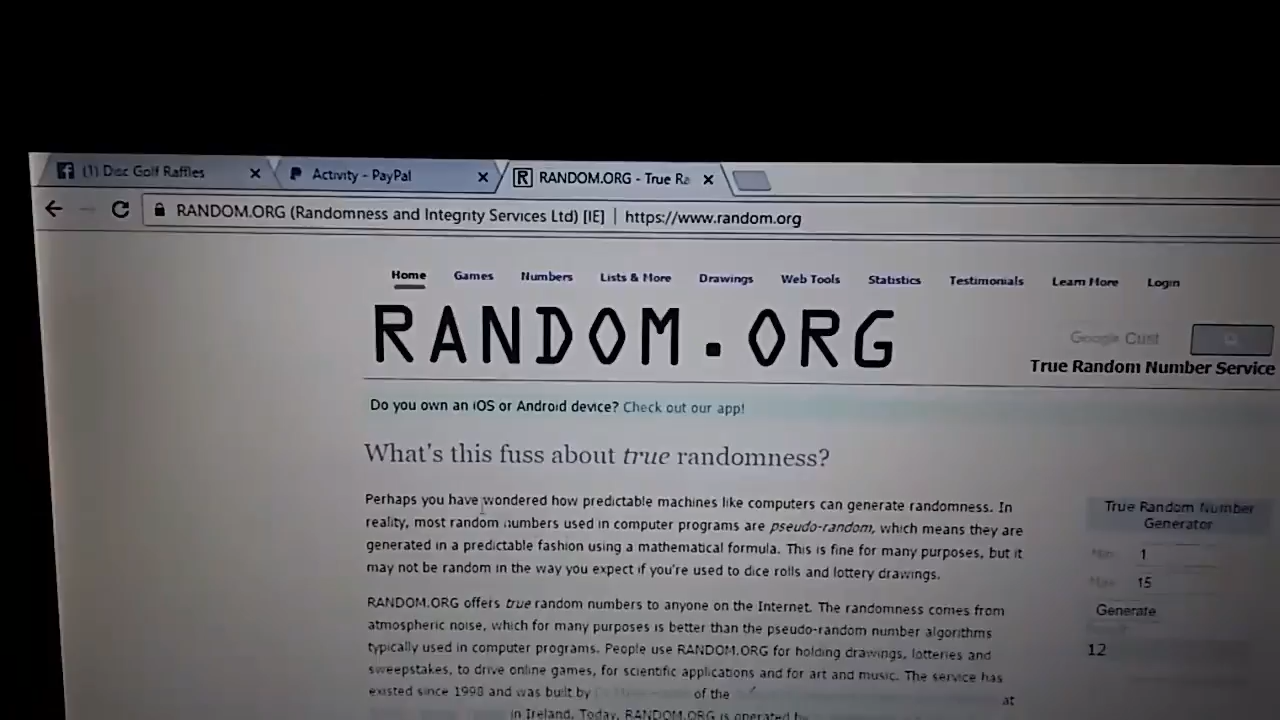 (1) Disc Golf Raffles
Activity - PayPal
RANDOM.ORG - True Ra
RANDOM.ORG (Randomness and Integrity Services Ltd) [IE] | https://www.random.org
Home Games Numbers Lists & More Drawings Web Tools Statistics Testimonials Learn More Login
RANDOM.ORG
Google Cust
True Random Number Service
Do you own an iOS or Android device? Check out our app!
What's this fuss about true randomness?
Perhaps you have wondered how predictable machines like computers can generate randomness. In
reality, most random numbers used in computer programs are pseudo-random, which means they are
generated in a predictable fashion using a mathematical formula. This is fine for many purposes, but it
may not be random in the way you expect if you're used to dice rolls and lottery drawings.
RANDOM.ORG offers true random numbers to anyone on the Internet. The randomness comes from
atmospheric noise, which for many purposes is better than the pseudo-random number algorithms
typically used in computer programs. People use RANDOM.ORG for holding drawings, lotteries and
sweepstakes, to drive online games, for scientific applications and for art and music. The service has
existed since 1998 and was built by of the at
in Ireland. Today, RANDOM.ORG is operated by
True Random Number
Generator
Min: 1
Max: 15
Generate
12